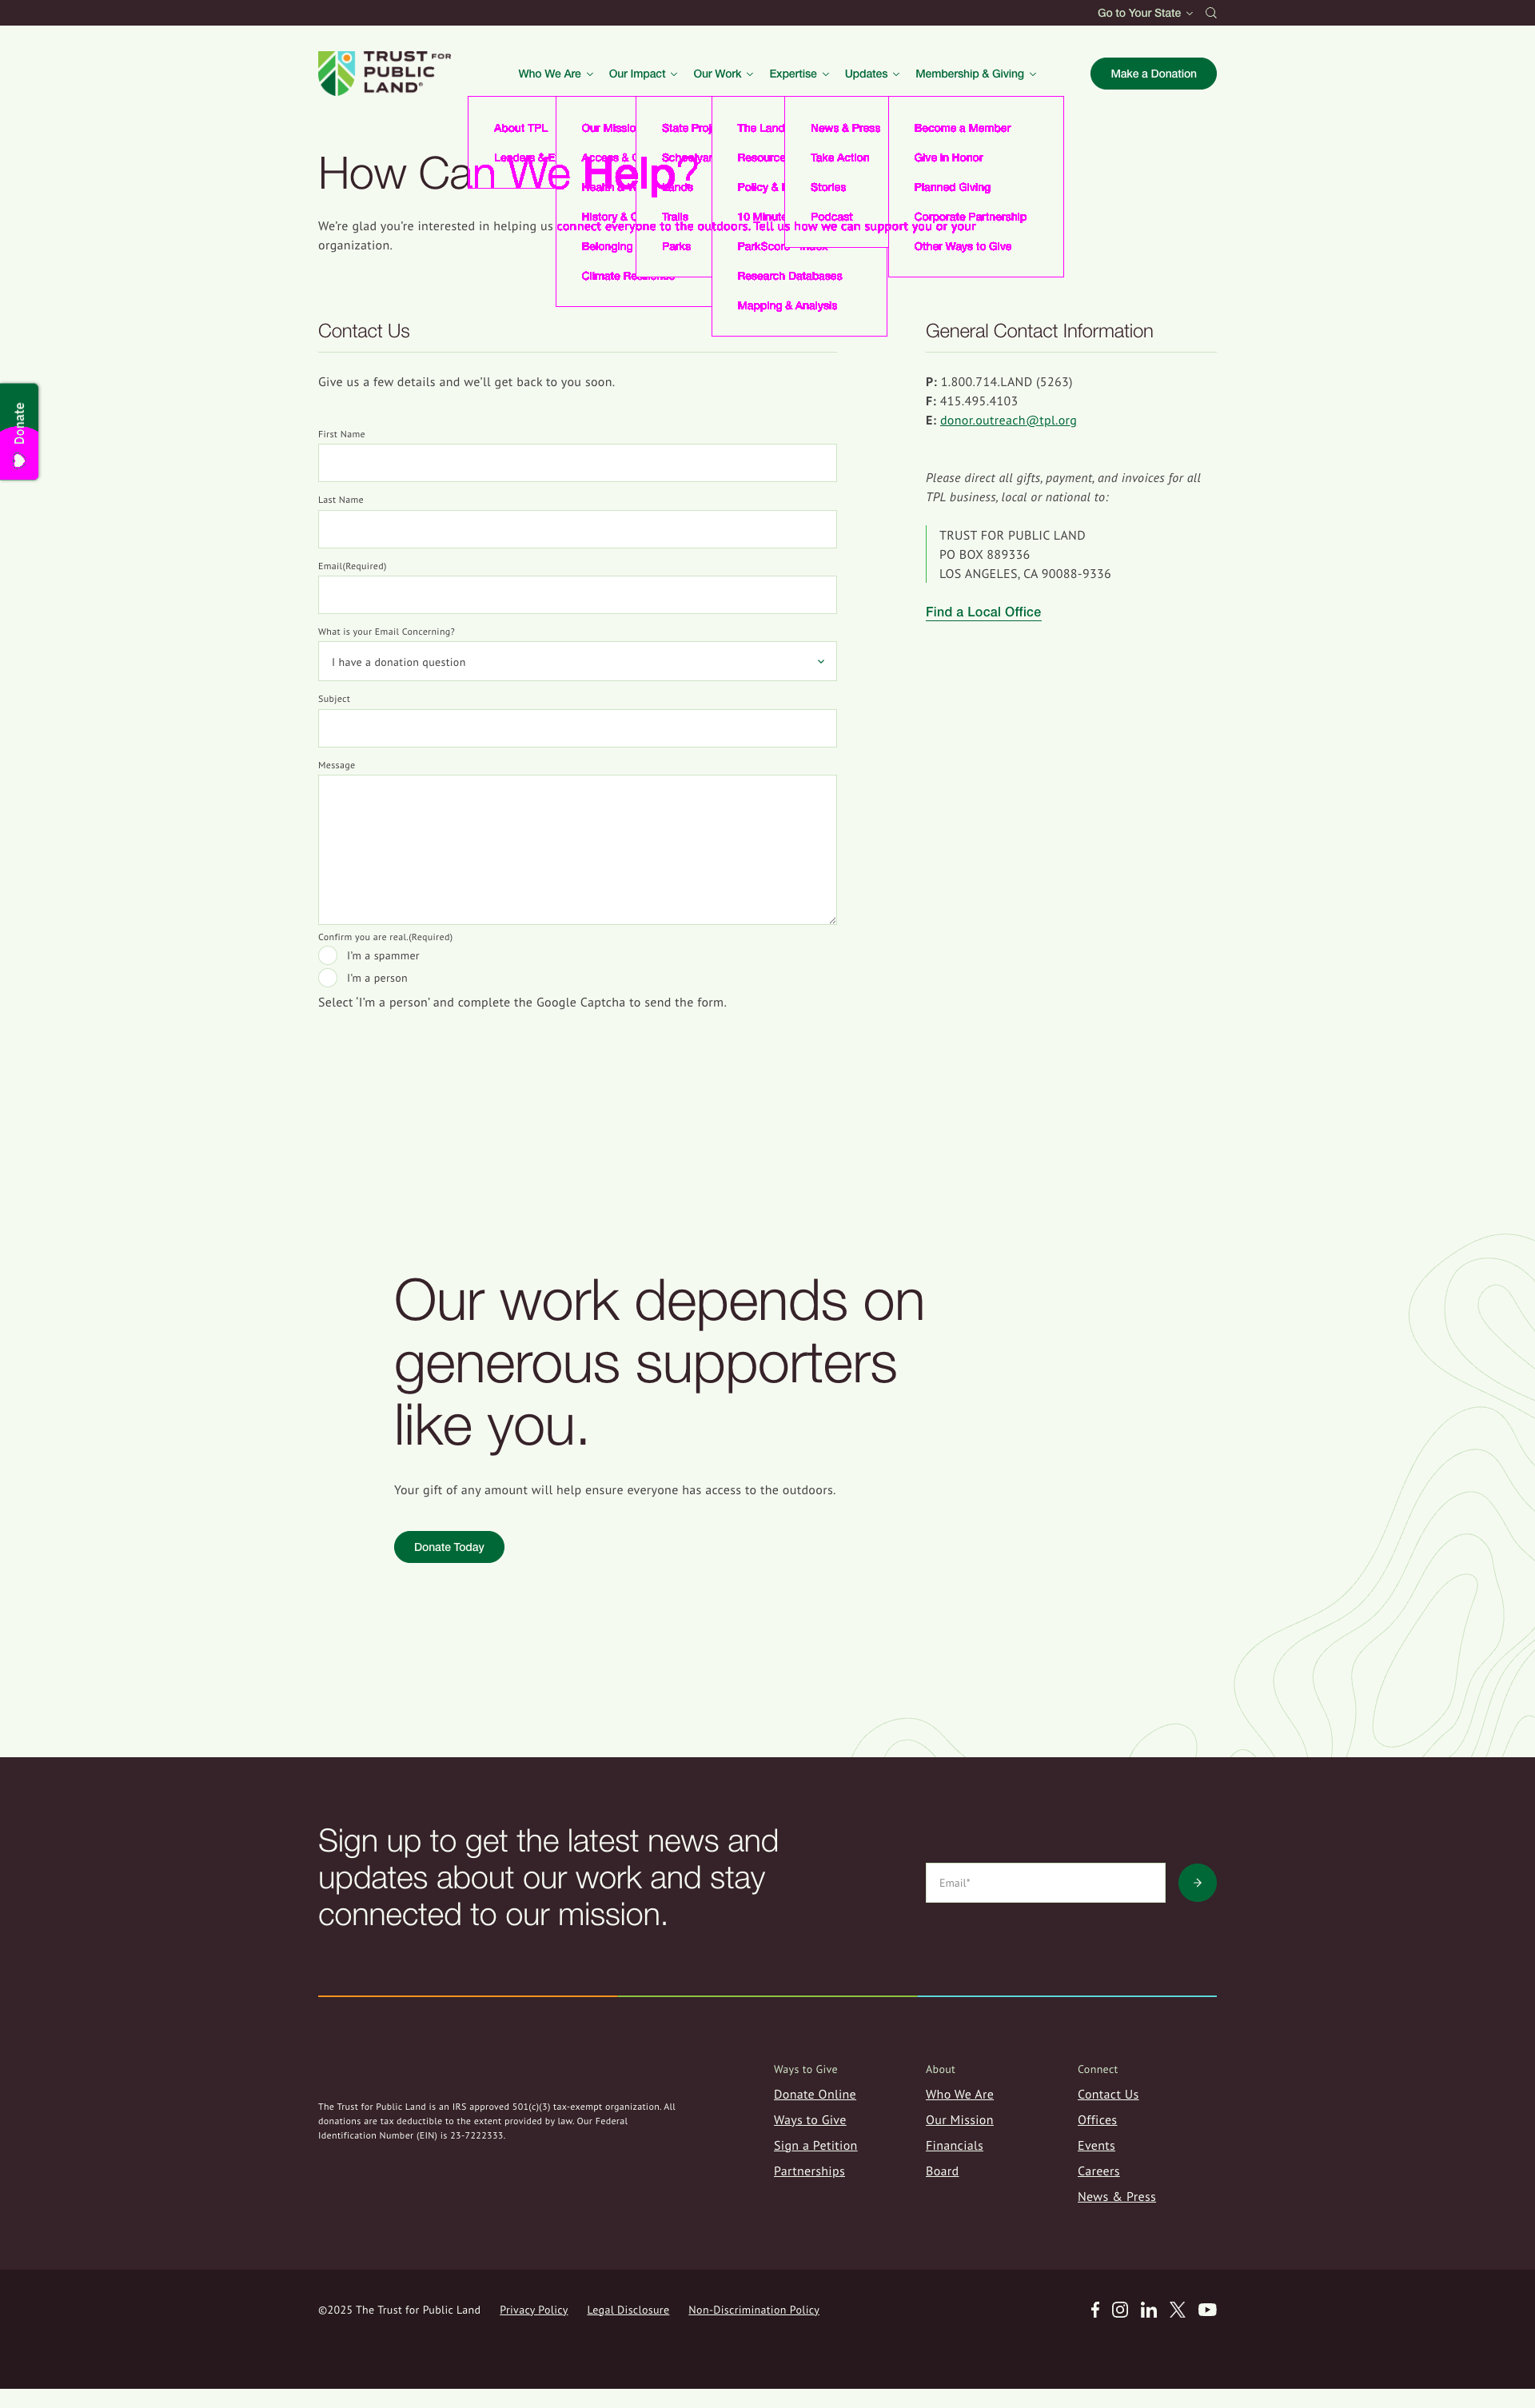 Go to Your State
TRUST FOR
PUBLIC
LAND®
Who We Are
Our Impact
Our Work
Expertise
Updates
Membership & Giving
Make a Donation
About TPL
Leaders &
Our
Access &
Health &
History &
Belonging
Climate
State
Lands
Trails
Parks
The Land
Policy &
10 Minute
Research Databases
Mapping & Analysis
News & Press
Take Action
Stories
Podcast
Become a Member
Give in Honor
Planned Giving
Corporate Partnership
Other Ways to Give
How Can We Help?
We’re glad you’re interested in helping us connect everyone to the outdoors. Tell us how we can support you or your
organization.
Donate
Contact Us
Give us a few details and we’ll get back to you soon.
First Name
Last Name
Email(Required)
What is your Email Concerning?
I have a donation question
Subject
Message
Confirm you are real.(Required)
I’m a spammer
I’m a person
Select ‘I’m a person’ and complete the Google Captcha to send the form.
General Contact Information
P: 1.800.714.LAND (5263)
F: 415.495.4103
E: donor.outreach@tpl.org
Please direct all gifts, payment, and invoices for all
TPL business, local or national to:
TRUST FOR PUBLIC LAND
PO BOX 889336
LOS ANGELES, CA 90088-9336
Find a Local Office
Our work depends on
generous supporters
like you.
Your gift of any amount will help ensure everyone has access to the outdoors.
Donate Today
Sign up to get the latest news and
updates about our work and stay
connected to our mission.
Email*
The Trust for Public Land is an IRS approved 501(c)(3) tax-exempt organization. All
donations are tax deductible to the extent provided by law. Our Federal
Identification Number (EIN) is 23-7222333.
Ways to Give
Donate Online
Ways to Give
Sign a Petition
Partnerships
About
Who We Are
Our Mission
Financials
Board
Connect
Contact Us
Offices
Events
Careers
News & Press
©2025 The Trust for Public Land
Privacy Policy
Legal Disclosure
Non-Discrimination Policy